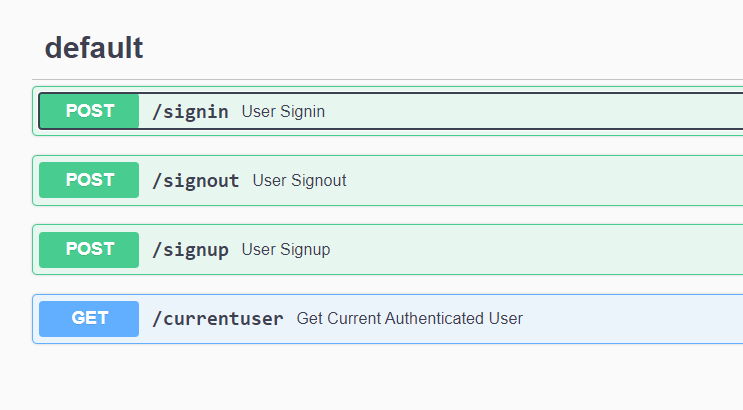 default
POST /signin User Signin
POST /signout User Signout
POST /signup User Signup
GET /currentuser Get Current Authenticated User